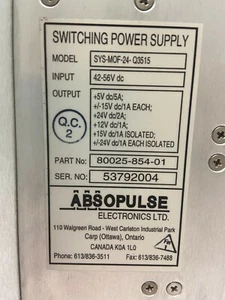 SWITCHING POWER SUPPLY
MODEL SYS-MOF-24- Q3515
INPUT 42-56V dc
OUTPUT +5V dc/5A;
+/-15V dc/1A EACH;
+24V dc/2A;
+12V dc/1A;
+15V dc/1A ISOLATED;
+/-24V dc/1A EACH ISOLATED
Q.C.
2
PART No: 80025-854-01
SER. NO: 53792004
ABSOPULSE
ELECTRONICS LTD.
110 Walgreen Road - West Carleton Industrial Park
Carp (Ottawa), Ontario
CANADA K0A 1L0
Phone: 613/836-3511 Fax: 613/836-7488